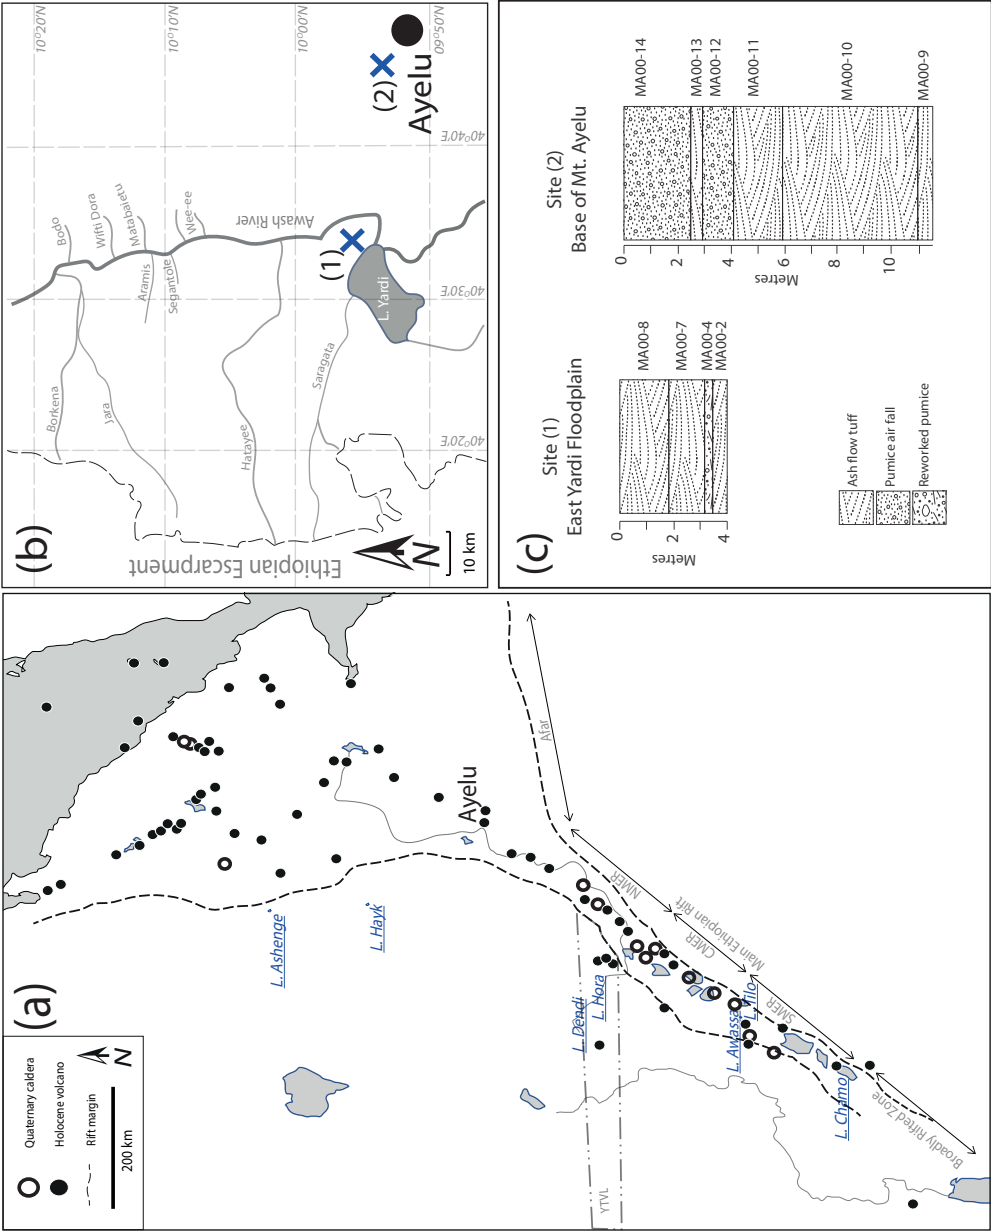 (a)
Quaternary caldera
Holocene volcano
Rift margin
200 km
N
L. Ashenge
L. Hayk
Ayelu
Afar
NMER
CMER
SMER
Main Ethiopian Rift
Broadly Rifted Zone
L. Dendi
L. Hora
L. Awassa
L. Tilo
L. Chamo
YTVL
(b)
10°20'N
10°10'N
10°00'N
09°50'N
40°20'E
40°30'E
40°40'E
Ethiopian Escarpment
N
10 km
Borkena
Jara
Hatayee
Saragata
Bodo
Wifti Dora
Matabaietu
Wee-ee
Aramis
Segantole
Awash River
L. Yardi
(1)
(2)
Ayelu
(c)
Site (1)
East Yardi Floodplain
0
2
4
Metres
MA00-8
MA00-7
MA00-4
MA00-2
Site (2)
Base of Mt. Ayelu
0
2
4
6
8
10
Metres
MA00-14
MA00-13
MA00-12
MA00-11
MA00-10
MA00-9
Ash flow tuff
Pumice air fall
Reworked pumice